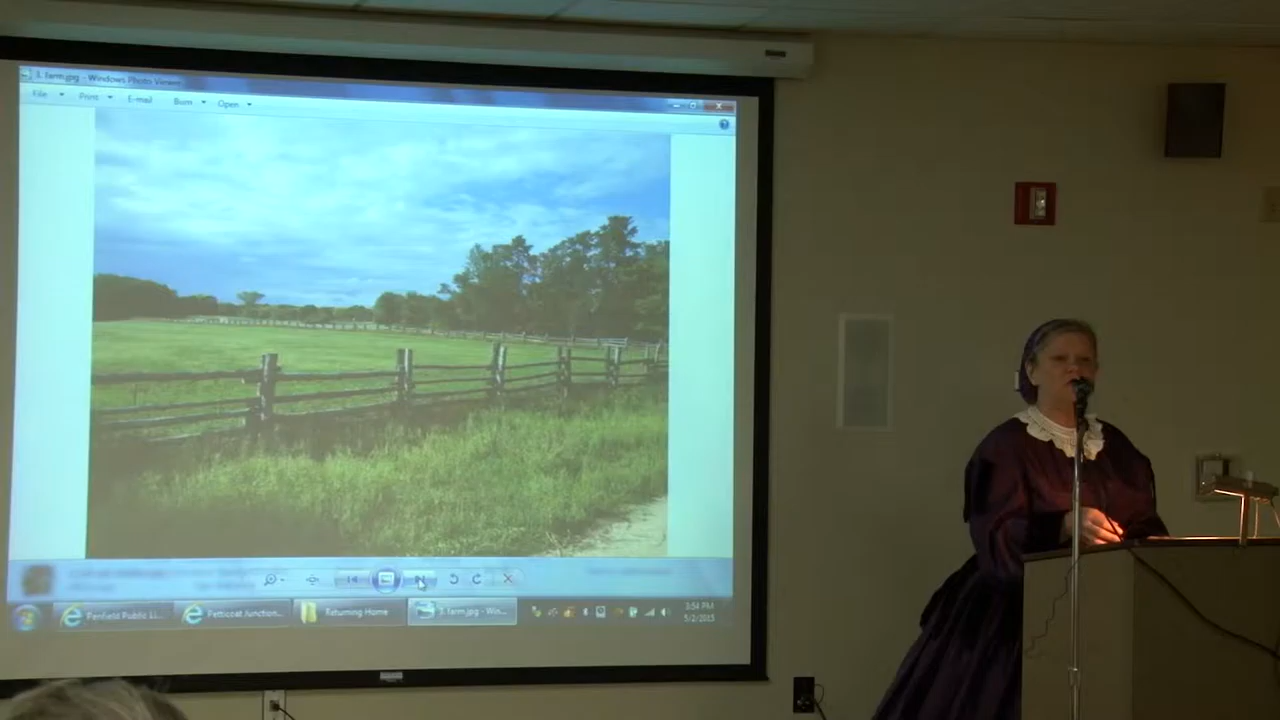 3. farm.jpg - Windows Photo Viewer
File Print E-mail Burn Open
Penfield Public Li... Petticoat Junction... Returning Home 3. farm.jpg - Win... 3:54 PM
5/2/2015